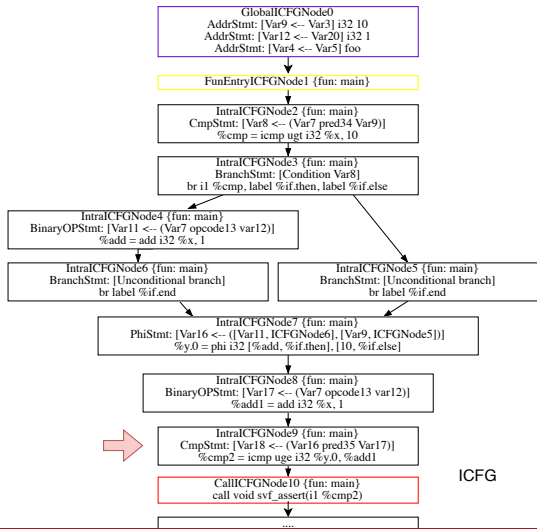 GlobalICFGNode0
AddrStmt: [Var9 <-- Var3] i32 10
AddrStmt: [Var12 <-- Var20] i32 1
AddrStmt: [Var4 <-- Var5] foo
FunEntryICFGNode1 {fun: main}
IntraICFGNode2 {fun: main}
CmpStmt: [Var8 <-- (Var7 pred34 Var9)]
%cmp = icmp ugt i32 %x, 10
IntraICFGNode3 {fun: main}
BranchStmt: [Condition Var8]
br i1 %cmp, label %if.then, label %if.else
IntraICFGNode4 {fun: main}
BinaryOPStmt: [Var11 <-- (Var7 opcode13 var12)]
%add = add i32 %x, 1
IntraICFGNode6 {fun: main}
BranchStmt: [Unconditional branch]
br label %if.end
IntraICFGNode5 {fun: main}
BranchStmt: [Unconditional branch]
br label %if.end
IntraICFGNode7 {fun: main}
PhiStmt: [Var16 <-- ([Var11, ICFGNode6], [Var9, ICFGNode5])]
%y.0 = phi i32 [%add, %if.then], [10, %if.else]
IntraICFGNode8 {fun: main}
BinaryOPStmt: [Var17 <-- (Var7 opcode13 var12)]
%add1 = add i32 %x, 1
IntraICFGNode9 {fun: main}
CmpStmt: [Var18 <-- (Var16 pred35 Var17)]
%cmp2 = icmp uge i32 %y.0, %add1
ICFG
CallICFGNode10 {fun: main}
call void svf_assert(i1 %cmp2)
....